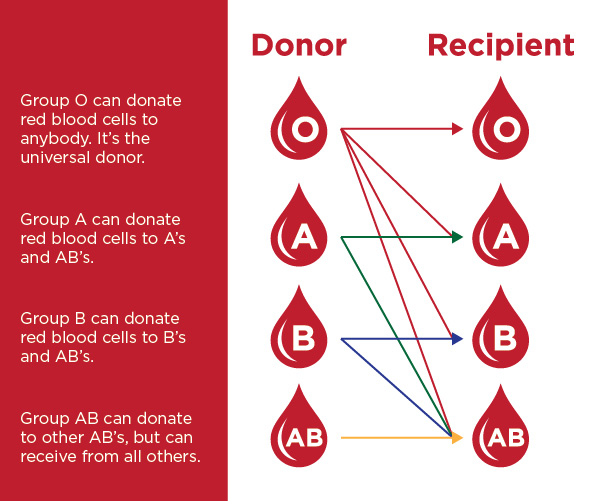 Donor
Recipient
Group O can donate
red blood cells to
anybody. It's the
universal donor.
O
O
Group A can donate
red blood cells to A's
and AB's.
A
A
Group B can donate
red blood cells to B's
and AB's.
B
B
Group AB can donate
to other AB's, but can
receive from all others.
AB
AB